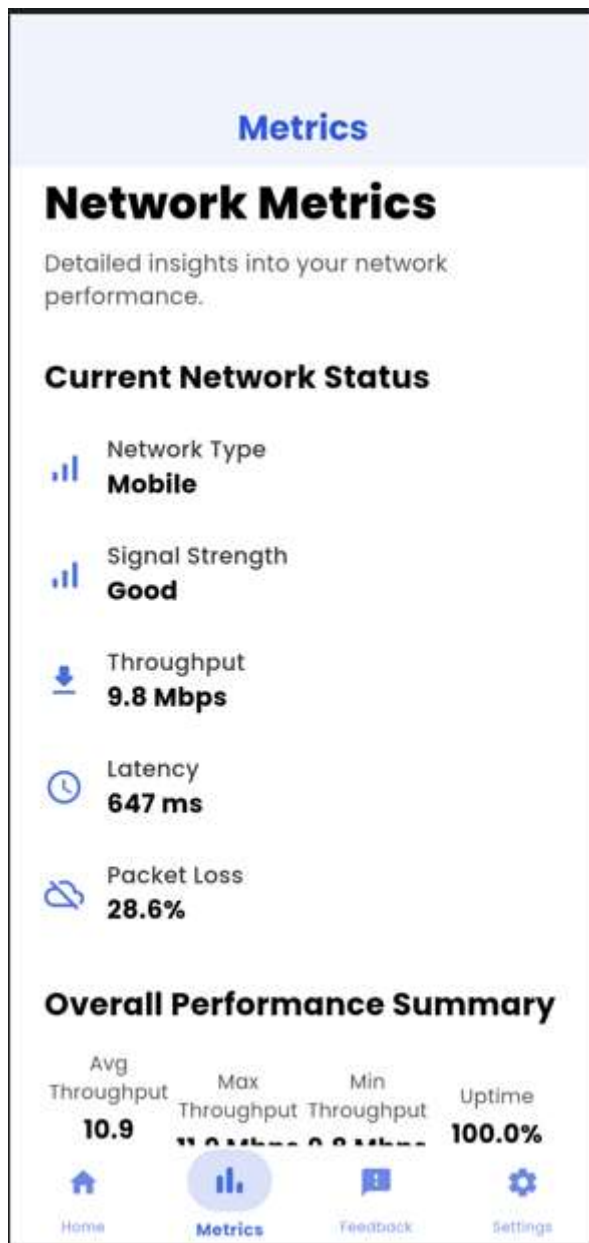 Metrics
Network Metrics
Detailed insights into your network
performance.
Current Network Status
Network Type
Mobile
Signal Strength
Good
Throughput
9.8 Mbps
Latency
647 ms
Packet Loss
28.6%
Overall Performance Summary
Avg
Throughput
10.9
Max
Throughput
Min
Throughput
Uptime
100.0%
Home
Metrics
Feedback
Settings